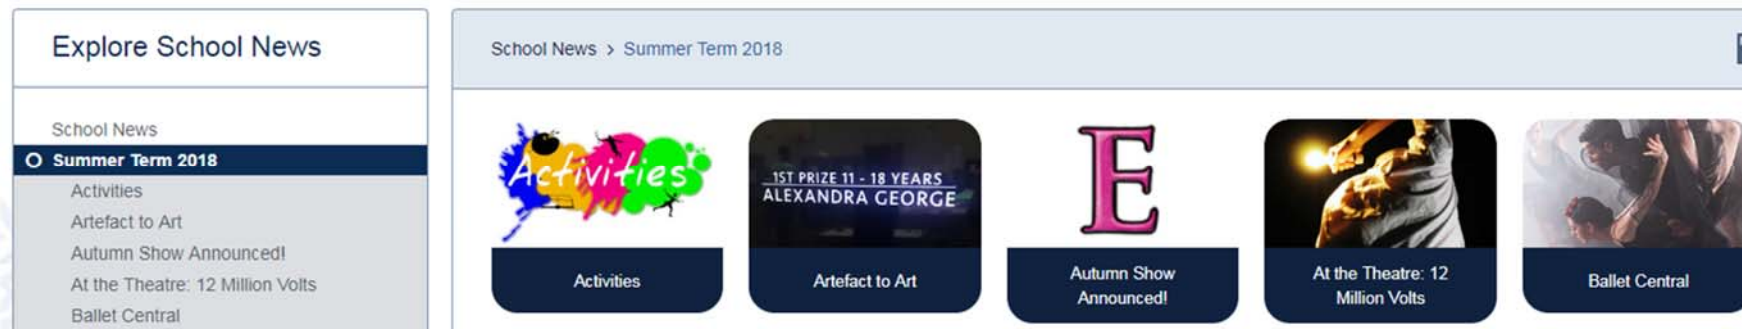 Explore School News
School News
Summer Term 2018
Activities
Artefact to Art
Autumn Show Announced!
At the Theatre: 12 Million Volts
Ballet Central
School News > Summer Term 2018
Activities
Activities
1ST PRIZE 11 - 18 YEARS
ALEXANDRA GEORGE
Artefact to Art
E
Autumn Show
Announced!
At the Theatre: 12
Million Volts
Ballet Central